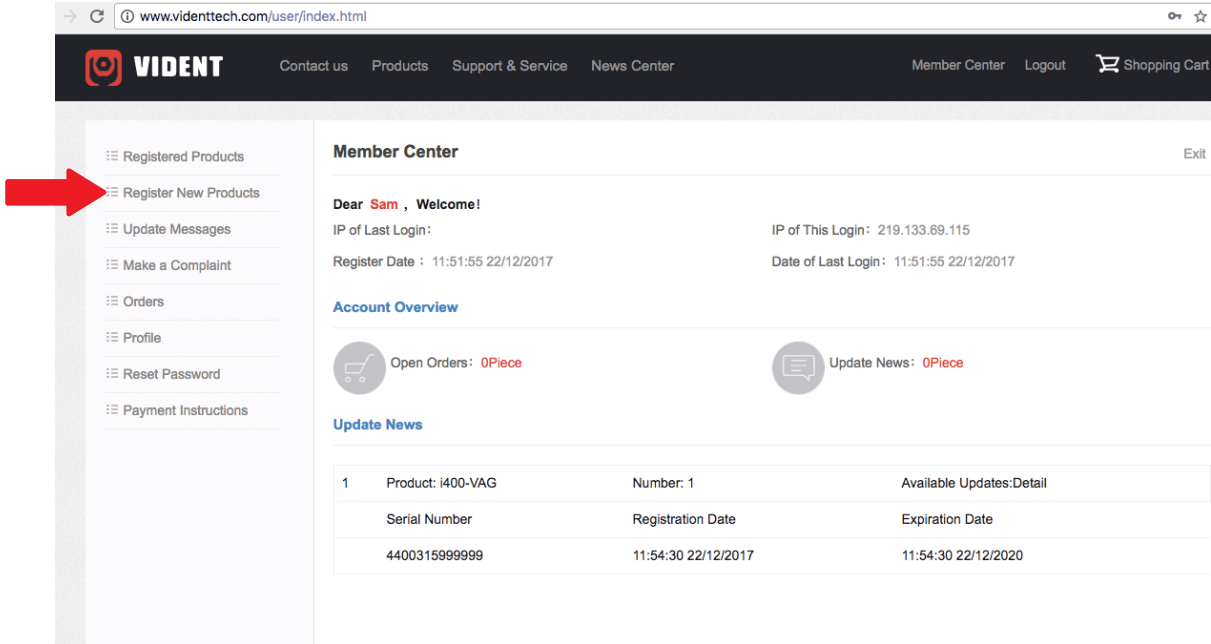 www.videnttech.com/user/index.html
VIDENT Contact us Products Support & Service News Center Member Center Logout Shopping Cart
Registered Products
Register New Products
Update Messages
Make a Complaint
Orders
Profile
Reset Password
Payment Instructions
Member Center Exit
Dear Sam , Welcome!
IP of Last Login： IP of This Login：219.133.69.115
Register Date：11:51:55 22/12/2017 Date of Last Login：11:51:55 22/12/2017
Account Overview
Open Orders：0Piece Update News：0Piece
Update News
1 Product: i400-VAG Number: 1 Available Updates:Detail
Serial Number Registration Date Expiration Date
4400315999999 11:54:30 22/12/2017 11:54:30 22/12/2020